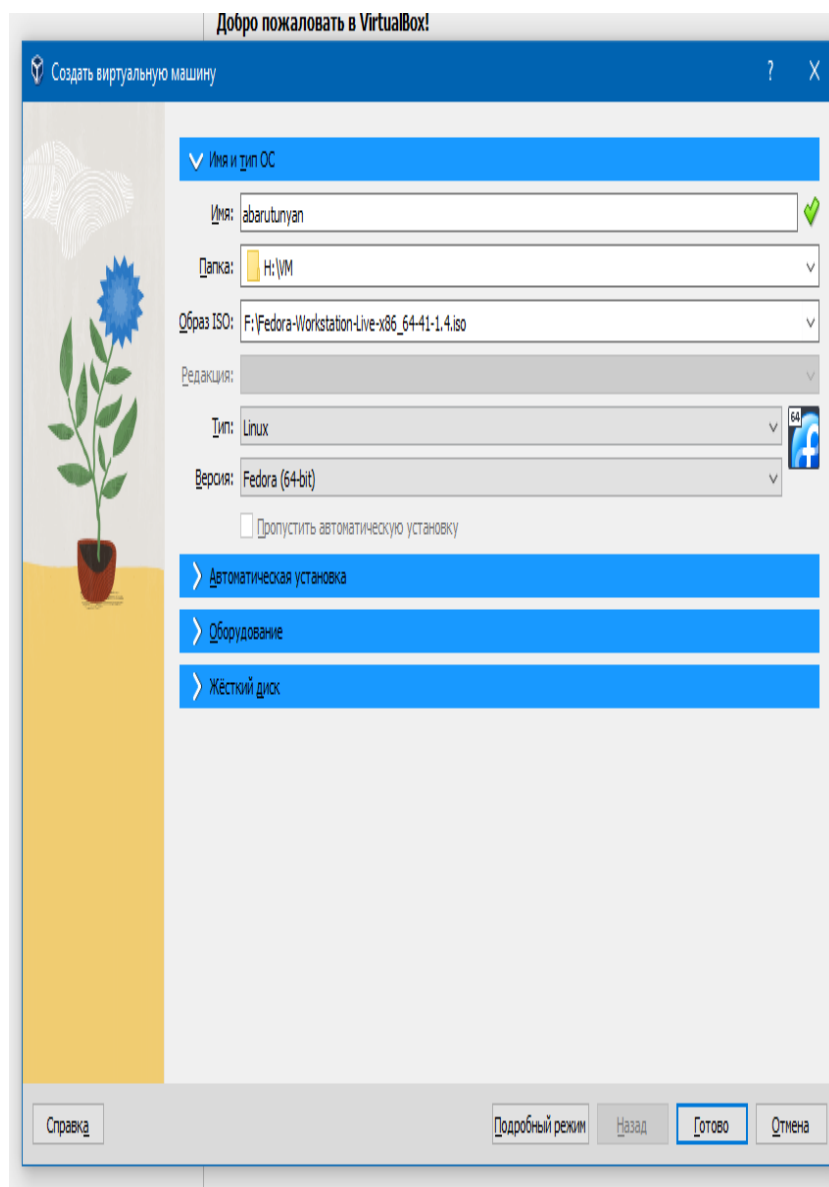 Добро пожаловать в VirtualBox!
Создать виртуальную машину ? X
Имя и тип ОС
Имя: abarutunyan
Папка: H:\VM
Образ ISO: F:\Fedora-Workstation-Live-x86_64-41-1.4.iso
Редакция:
Тип: Linux
64
Версия: Fedora (64-bit)
Пропустить автоматическую установку
Автоматическая установка
Оборудование
Жёсткий диск
Справка Подробный режим Назад Готово Отмена